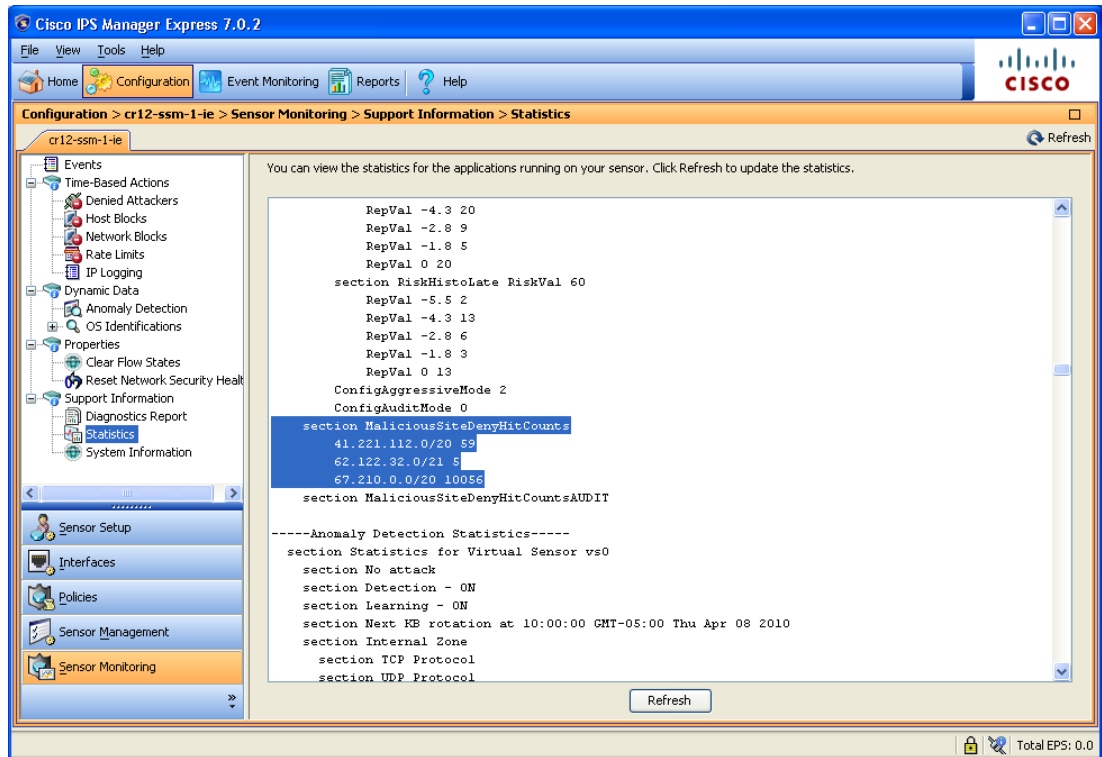 Cisco IPS Manager Express 7.0.2
File View Tools Help
Home Configuration Event Monitoring Reports Help
CISCO
Configuration > cr12-ssm-1-ie > Sensor Monitoring > Support Information > Statistics
cr12-ssm-1-ie
Refresh
Events
Time-Based Actions
Denied Attackers
Host Blocks
Network Blocks
Rate Limits
IP Logging
Dynamic Data
Anomaly Detection
OS Identifications
Properties
Clear Flow States
Reset Network Security Healt
Support Information
Diagnostics Report
Statistics
System Information
Sensor Setup
Interfaces
Policies
Sensor Management
Sensor Monitoring
You can view the statistics for the applications running on your sensor. Click Refresh to update the statistics.
RepVal -4.3 20
RepVal -2.8 9
RepVal -1.8 5
RepVal 0 20
section RiskHistoLate RiskVal 60
RepVal -5.5 2
RepVal -4.3 13
RepVal -2.8 6
RepVal -1.8 3
RepVal 0 13
ConfigAggressiveMode 2
ConfigAuditMode 0
section MaliciousSiteDenyHitCounts
41.221.112.0/20 59
62.122.32.0/21 5
67.210.0.0/20 10056
section MaliciousSiteDenyHitCountsAUDIT
-----Anomaly Detection Statistics-----
section Statistics for Virtual Sensor vs0
section No attack
section Detection - ON
section Learning - ON
section Next KB rotation at 10:00:00 GMT-05:00 Thu Apr 08 2010
section Internal Zone
section TCP Protocol
section UDP Protocol
Refresh
Total EPS: 0.0